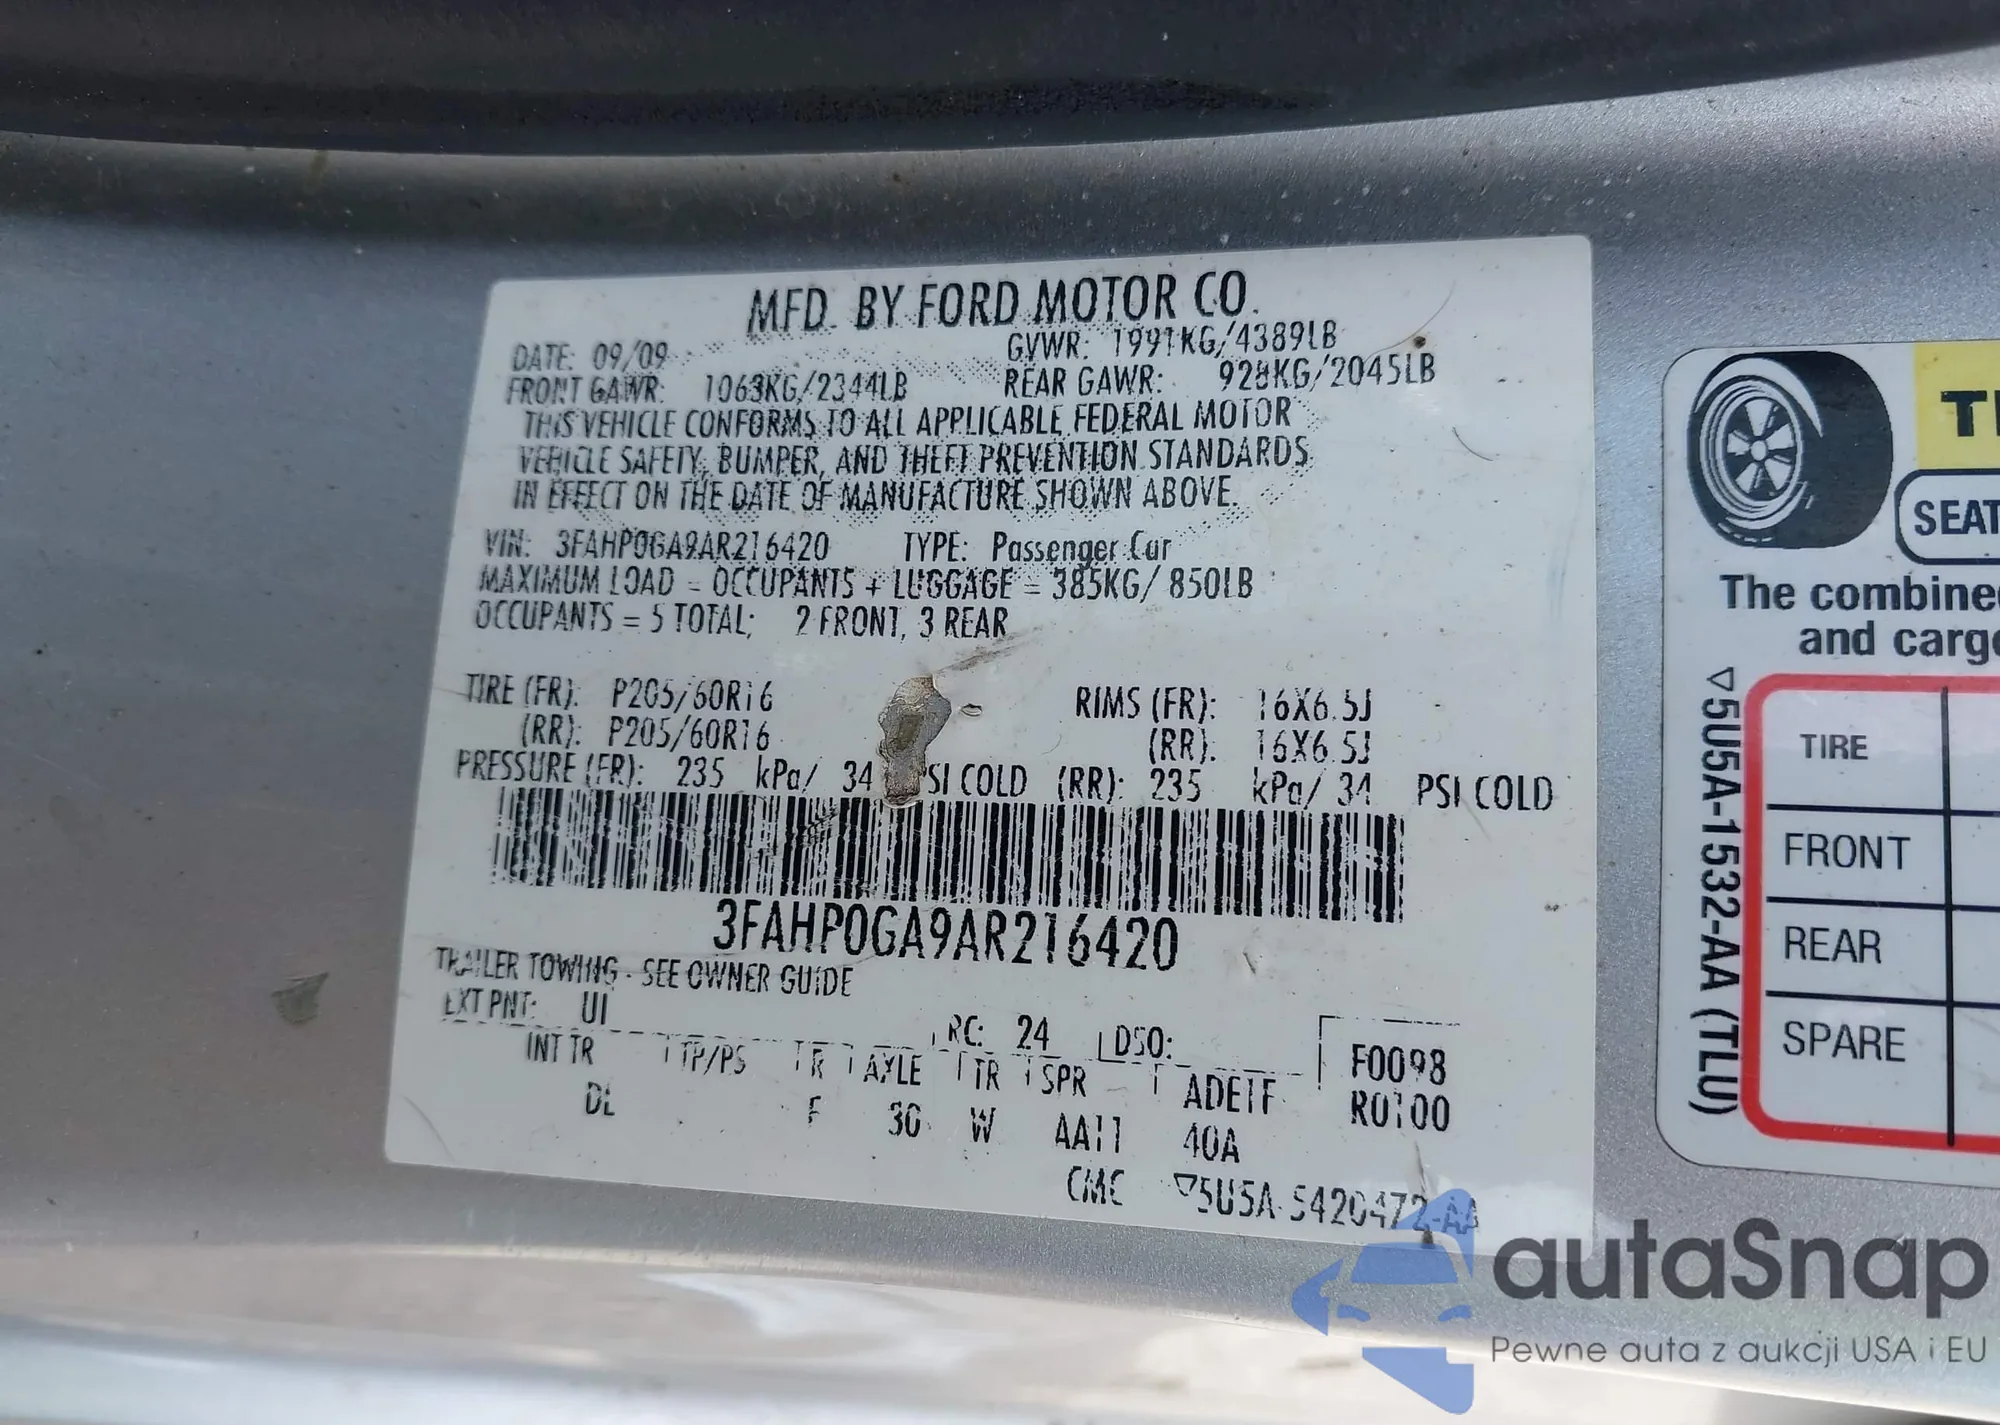 MFD. BY FORD MOTOR CO.
DATE: 09/09 GVWR: 1991KG/4389LB
FRONT GAWR: 1063KG/2344LB REAR GAWR: 928KG/2045LB
THIS VEHICLE CONFORMS TO ALL APPLICABLE FEDERAL MOTOR
VEHICLE SAFETY, BUMPER, AND THEFT PREVENTION STANDARDS
IN EFFECT ON THE DATE OF MANUFACTURE SHOWN ABOVE.
VIN: 3FAHP0GA9AR216420 TYPE: Passenger Car
MAXIMUM LOAD = OCCUPANTS + LUGGAGE = 385KG/ 850LB
OCCUPANTS = 5 TOTAL; 2 FRONT, 3 REAR
TIRE (FR): P205/60R16 RIMS (FR): 16X6.5J
(RR): P205/60R16 (RR): 16X6.5J
PRESSURE (FR): 235 kPa/ 34 PSI COLD (RR): 235 kPa/ 34 PSI COLD
3FAHP0GA9AR216420
TRAILER TOWING - SEE OWNER GUIDE
EXT PNT: UI RC: 24 DSO: F0098
INT TR TP/PS R AXLE TR SPR ADETF R0100
DL F 30 W AA11 40A
CMC ▽5U5A-5420472-AA
TI
SEAT
The combine
and cargo
▽5U5A-1532-AA (TLU)
TIRE
FRONT
REAR
SPARE
autaSnap
Pewne auta z aukcji USA i EU